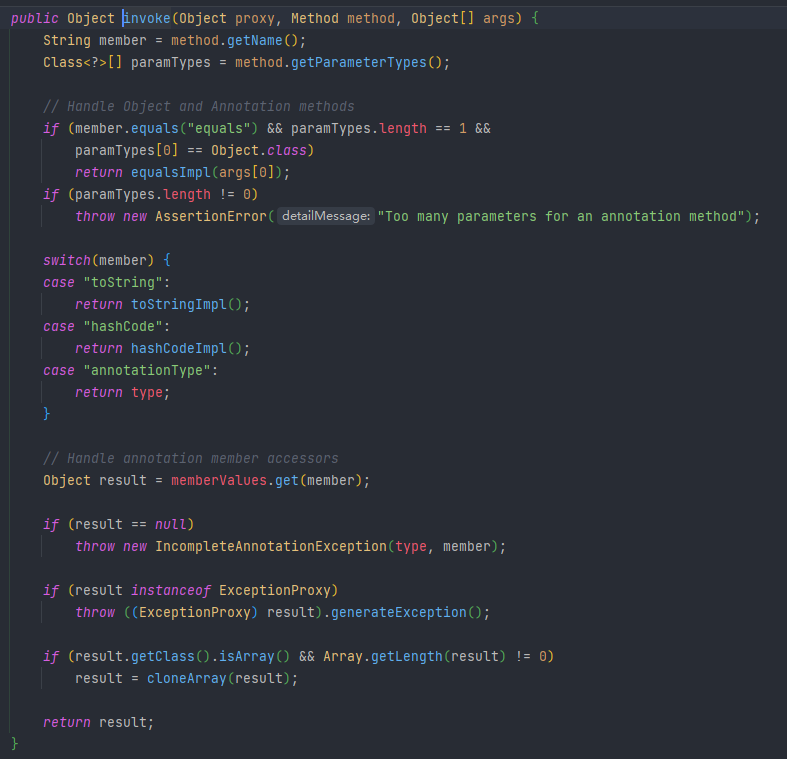 public Object invoke(Object proxy, Method method, Object[] args) {
    String member = method.getName();
    Class<?>[] paramTypes = method.getParameterTypes();

    // Handle Object and Annotation methods
    if (member.equals("equals") && paramTypes.length == 1 &&
        paramTypes[0] == Object.class)
        return equalsImpl(args[0]);
    if (paramTypes.length != 0)
        throw new AssertionError( detailMessage: "Too many parameters for an annotation method");

    switch(member) {
    case "toString":
        return toStringImpl();
    case "hashCode":
        return hashCodeImpl();
    case "annotationType":
        return type;
    }

    // Handle annotation member accessors
    Object result = memberValues.get(member);

    if (result == null)
        throw new IncompleteAnnotationException(type, member);

    if (result instanceof ExceptionProxy)
        throw ((ExceptionProxy) result).generateException();

    if (result.getClass().isArray() && Array.getLength(result) != 0)
        result = cloneArray(result);

    return result;
}